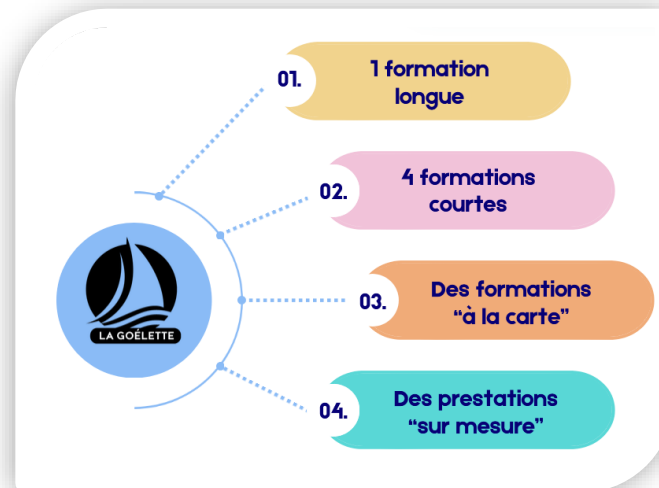 01.
1 formation
longue
02.
4 formations
courtes
LA GOÉLETTE
03.
Des formations
“à la carte”
04.
Des prestations
“sur mesure”